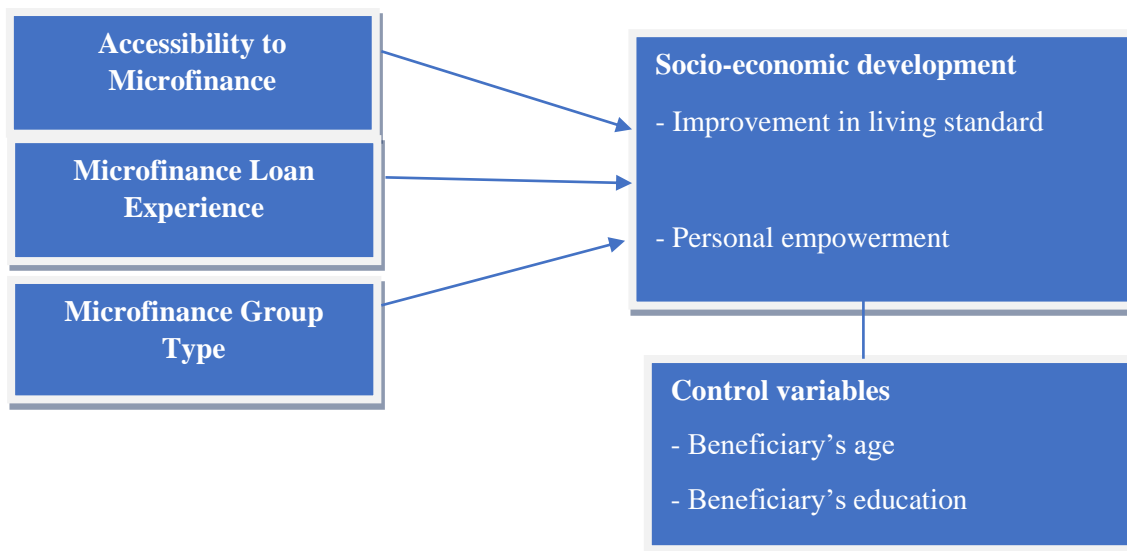 Accessibility to
Microfinance
Microfinance Loan
Experience
Microfinance Group
Type
Socio-economic development
- Improvement in living standard
- Personal empowerment
Control variables
- Beneficiary’s age
- Beneficiary’s education